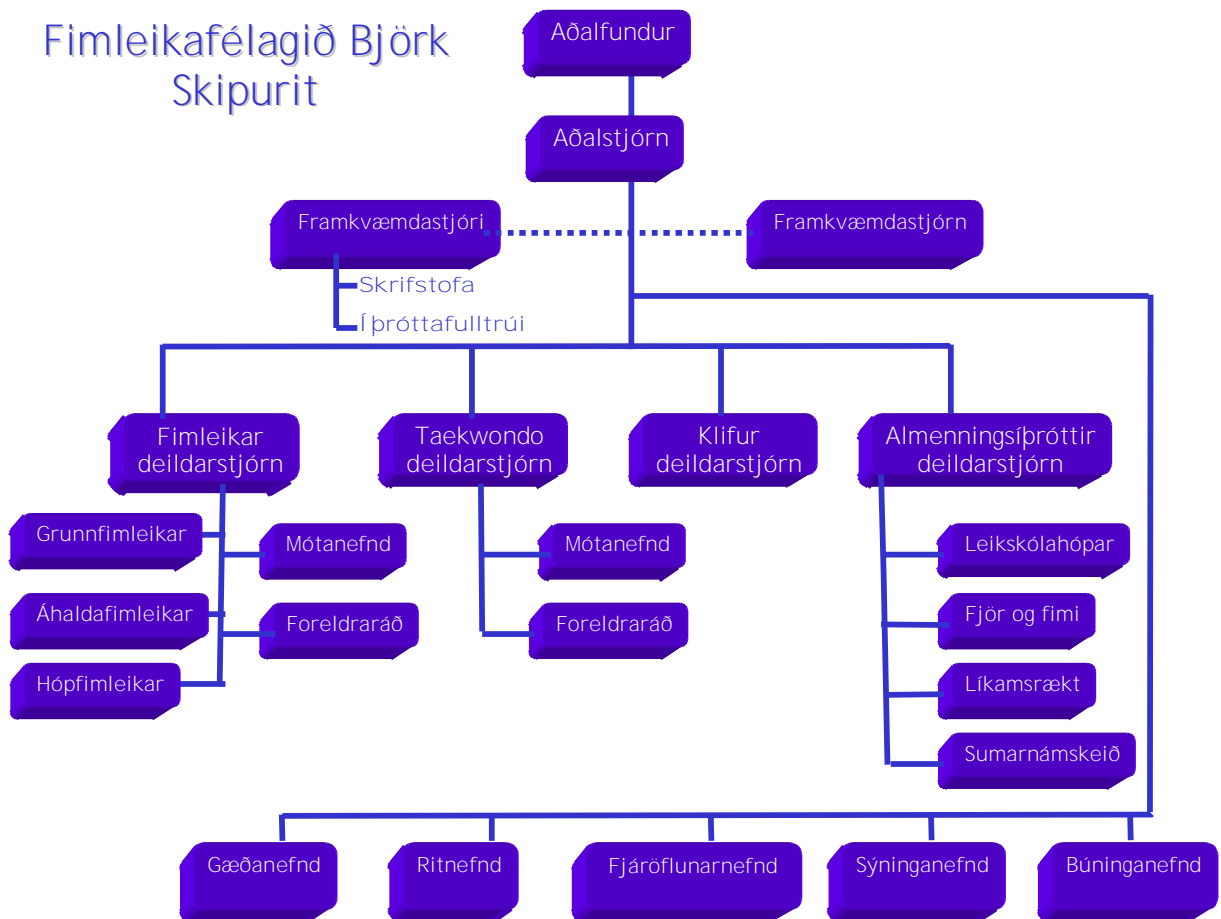 Fimleikafélagið Björk
Skipurit
Aðalfundur
Aðalstjórn
Framkvæmdastjóri
Framkvæmdastjórn
Skrifstofa
Íþróttafulltrúi
Fimleikar
deildarstjórn
Taekwondo
deildarstjórn
Klifur
deildarstjórn
Almenningsíþróttir
deildarstjórn
Grunnfimleikar
Áhaldafimleikar
Hópfimleikar
Mótanefnd
Foreldraráð
Mótanefnd
Foreldraráð
Leikskólahópar
Fjör og fimi
Líkamsrækt
Sumarnámskeið
Gæðanefnd
Ritnefnd
Fjáröflunarnefnd
Sýninganefnd
Búninganefnd